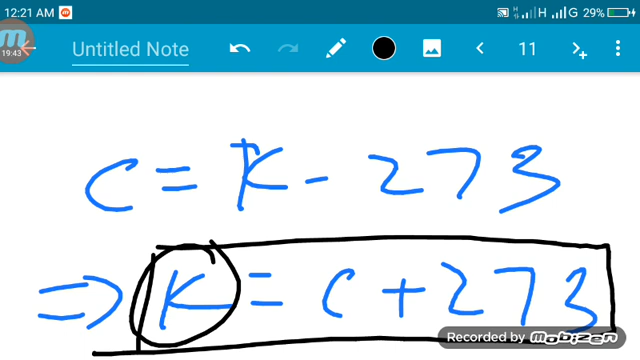 12:21 AM H G 29%
19:43 Untitled Note 11
C = K - 273
⇒ K = C + 273
Recorded by Mobizen